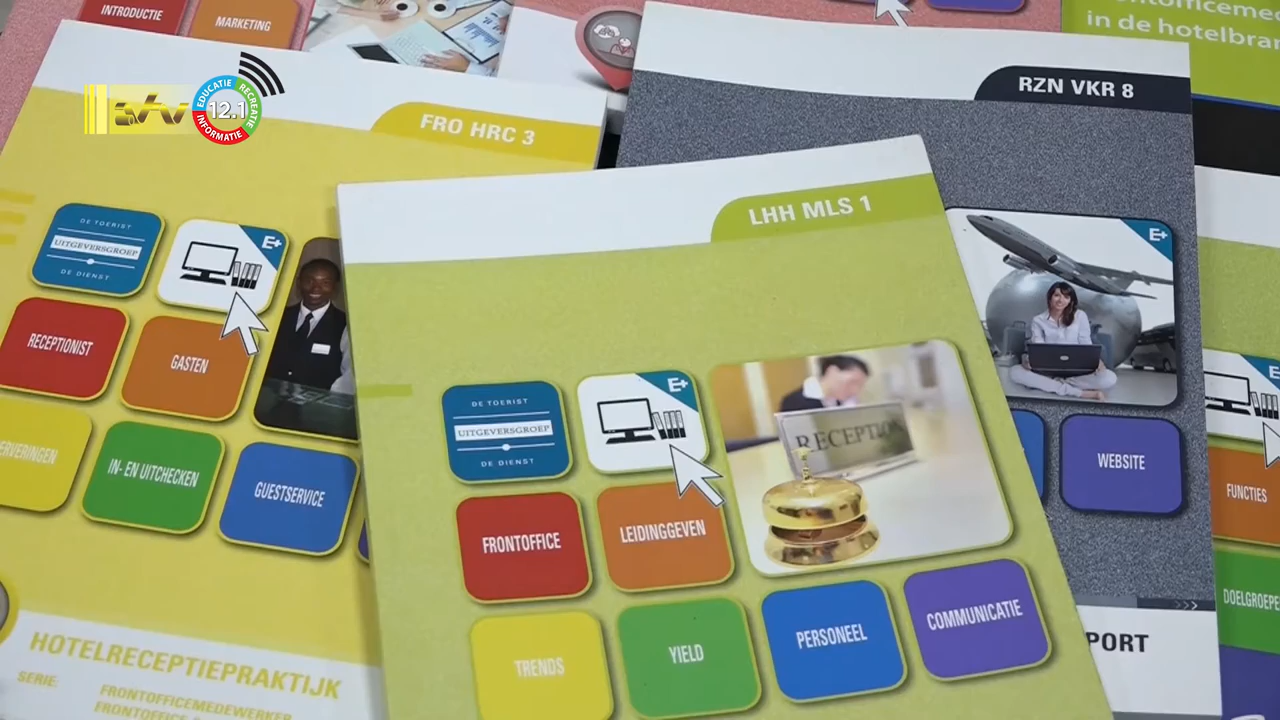 INTRODUCTIE
MARKETING
in de hotelbran
EDUCATIE
RECREATIE
INFORMATIE
12.1
FRO HRC 3
RZN VKR 8
LHH MLS 1
DE TOERIST
UITGEVERSGROEP
DE DIENST
E+
RECEPTIONIST
GASTEN
IN- EN UITCHECKEN
GUESTSERVICE
HOTELRECEPTIEPRAKTIJK
SERIE:
FRONTOFFICEMEDEWERKER
E+
WEBSITE
PORT
DE TOERIST
UITGEVERSGROEP
DE DIENST
E+
RECEPTION
FRONTOFFICE
LEIDINGGEVEN
TRENDS
YIELD
PERSONEEL
COMMUNICATIE
FUNCTIES